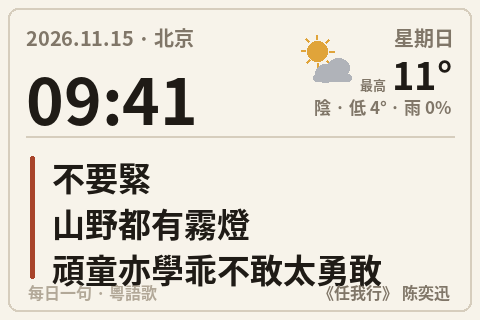 2026.11.15 · 北京
星期日
09:41
最高 11°
陰 · 低 4° · 雨 0%
不要緊
山野都有霧燈
頑童亦學乖不敢太勇敢
每日一句 · 粵語歌
《任我行》 陈奕迅